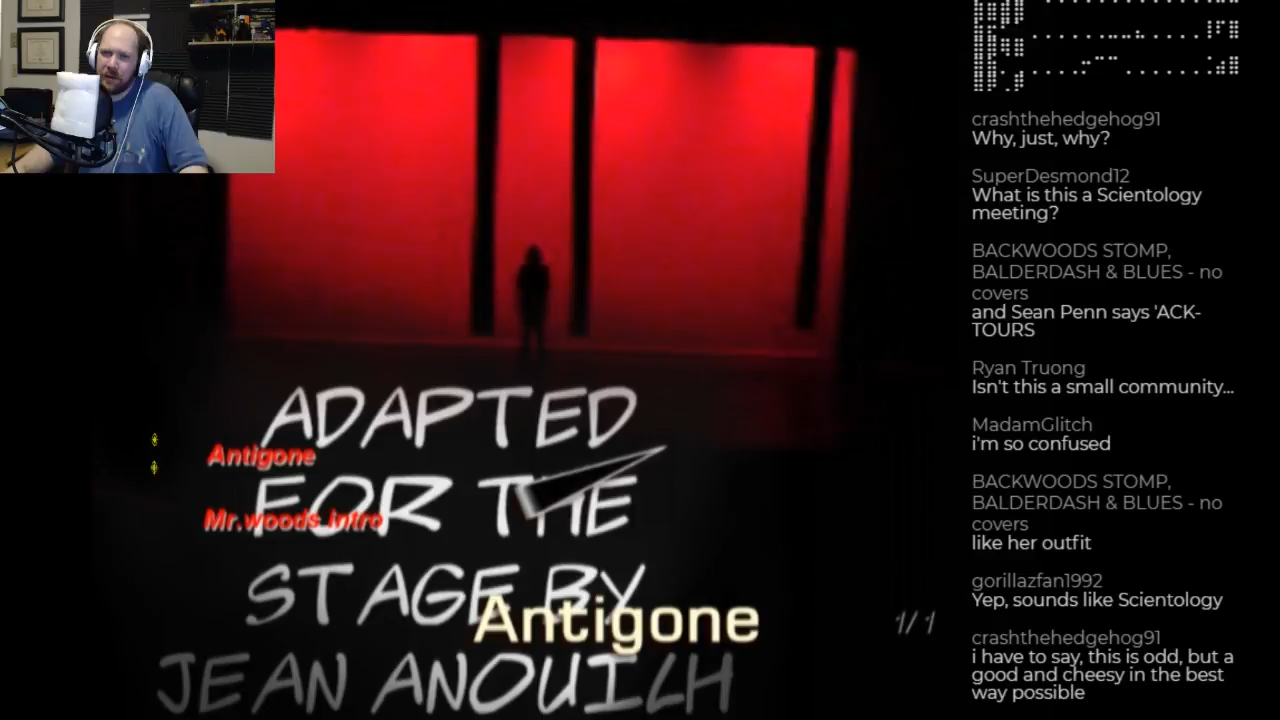 ADAPTED
FOR THE
STAGE BY
JEAN ANOUILH
Antigone
Mr.woods intro
Antigone
1/1
crashthehedgehog91
Why, just, why?
SuperDesmond12
What is this a Scientology
meeting?
BACKWOODS STOMP,
BALDERDASH & BLUES - no
covers
and Sean Penn says 'ACK-
TOURS
Ryan Truong
Isn't this a small community...
MadamGlitch
i'm so confused
BACKWOODS STOMP,
BALDERDASH & BLUES - no
covers
like her outfit
gorillazfan1992
Yep, sounds like Scientology
crashthehedgehog91
i have to say, this is odd, but a
good and cheesy in the best
way possible